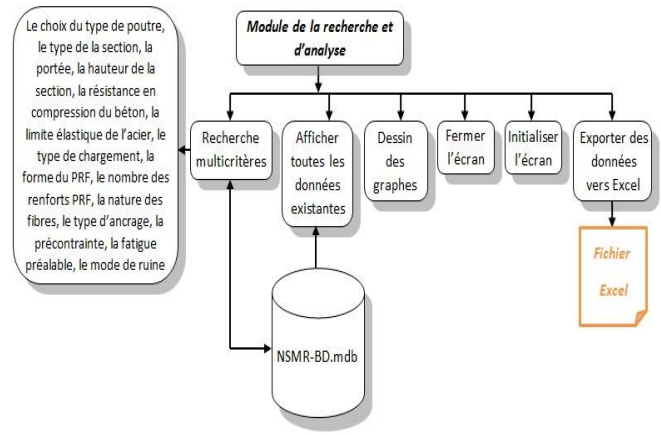 Le choix du type de poutre,
le type de la section, la
portée, la hauteur de la
section, la résistance en
compression du béton, la
limite élastique de l'acier, le
type de chargement, la
forme du PRF, le nombre des
renforts PRF, la nature des
fibres, le type d'ancrage, la
précontrainte, la fatigue
préalable, le mode de ruine
Module de la recherche et
d'analyse
Recherche
multicritères
Afficher
toutes les
données
existantes
Dessin
des
graphes
Fermer
l'écran
Initialiser
l'écran
Exporter des
données
vers Excel
Fichier
Excel
NSMR-BD.mdb